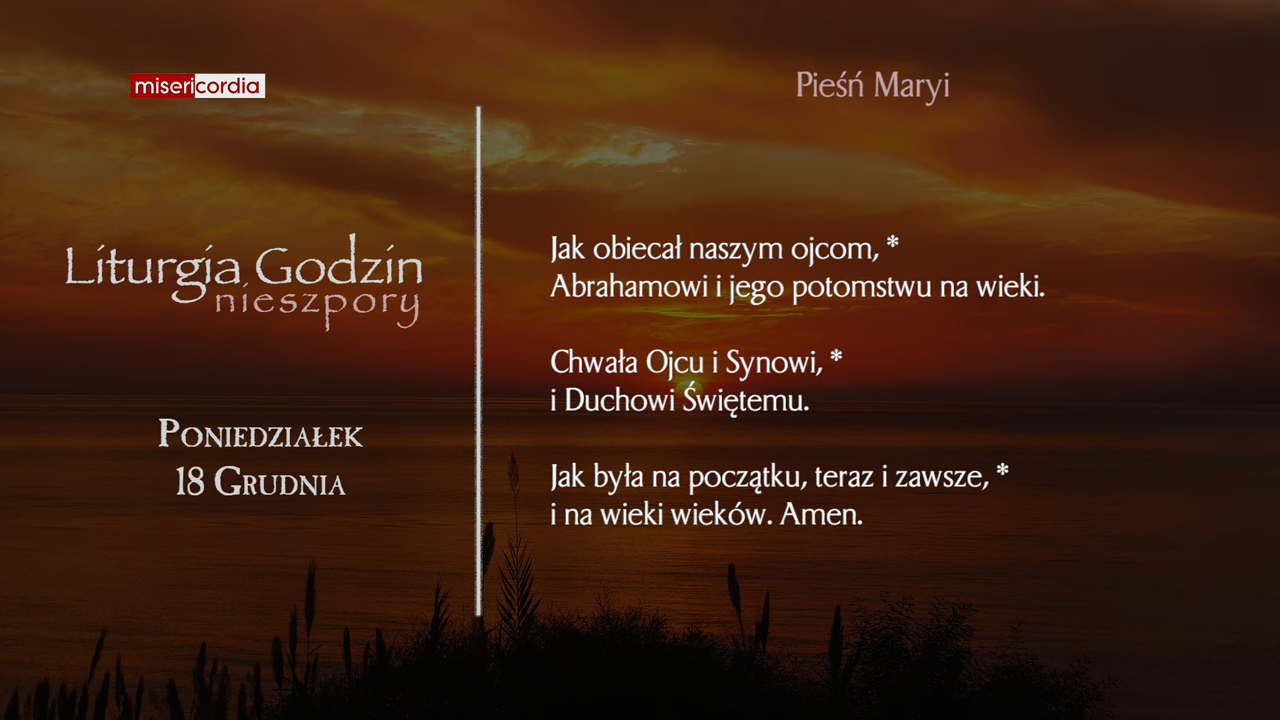 misericordia
Liturgia Godzin
nieszpory
Poniedziałek
18 Grudnia
Pieśń Maryi
Jak obiecał naszym ojcom, *
Abrahamowi i jego potomstwu na wieki.
Chwała Ojcu i Synowi, *
i Duchowi Świętemu.
Jak była na początku, teraz i zawsze, *
i na wieki wieków. Amen.